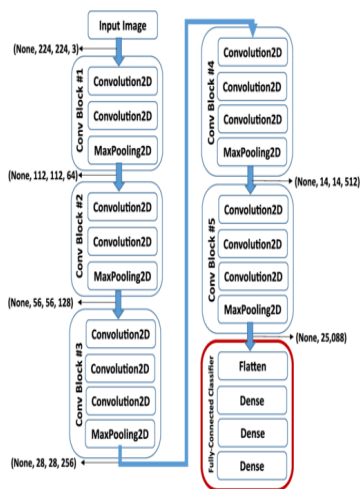 Input Image
(None, 224, 224, 3)
Conv Block #1
Convolution2D
Convolution2D
MaxPooling2D
(None, 112, 112, 64)
Conv Block #2
Convolution2D
Convolution2D
MaxPooling2D
(None, 56, 56, 128)
Conv Block #3
Convolution2D
Convolution2D
Convolution2D
MaxPooling2D
(None, 28, 28, 256)
Conv Block #4
Convolution2D
Convolution2D
Convolution2D
MaxPooling2D
(None, 14, 14, 512)
Conv Block #5
Convolution2D
Convolution2D
Convolution2D
MaxPooling2D
(None, 25,088)
Fully-Connected Classifier
Flatten
Dense
Dense
Dense